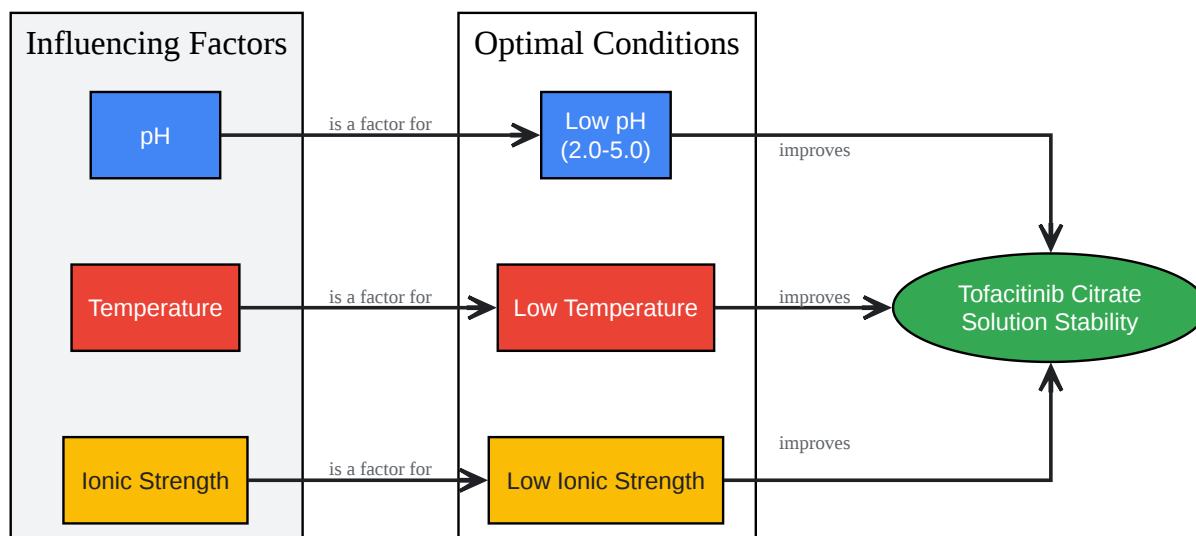 Influencing Factors
Optimal Conditions
pH
is a factor for
Low pH
(2.0-5.0)
improves
Temperature
is a factor for
Low Temperature
improves
Tofacitinib Citrate
Solution Stability
Ionic Strength
is a factor for
Low Ionic Strength
improves